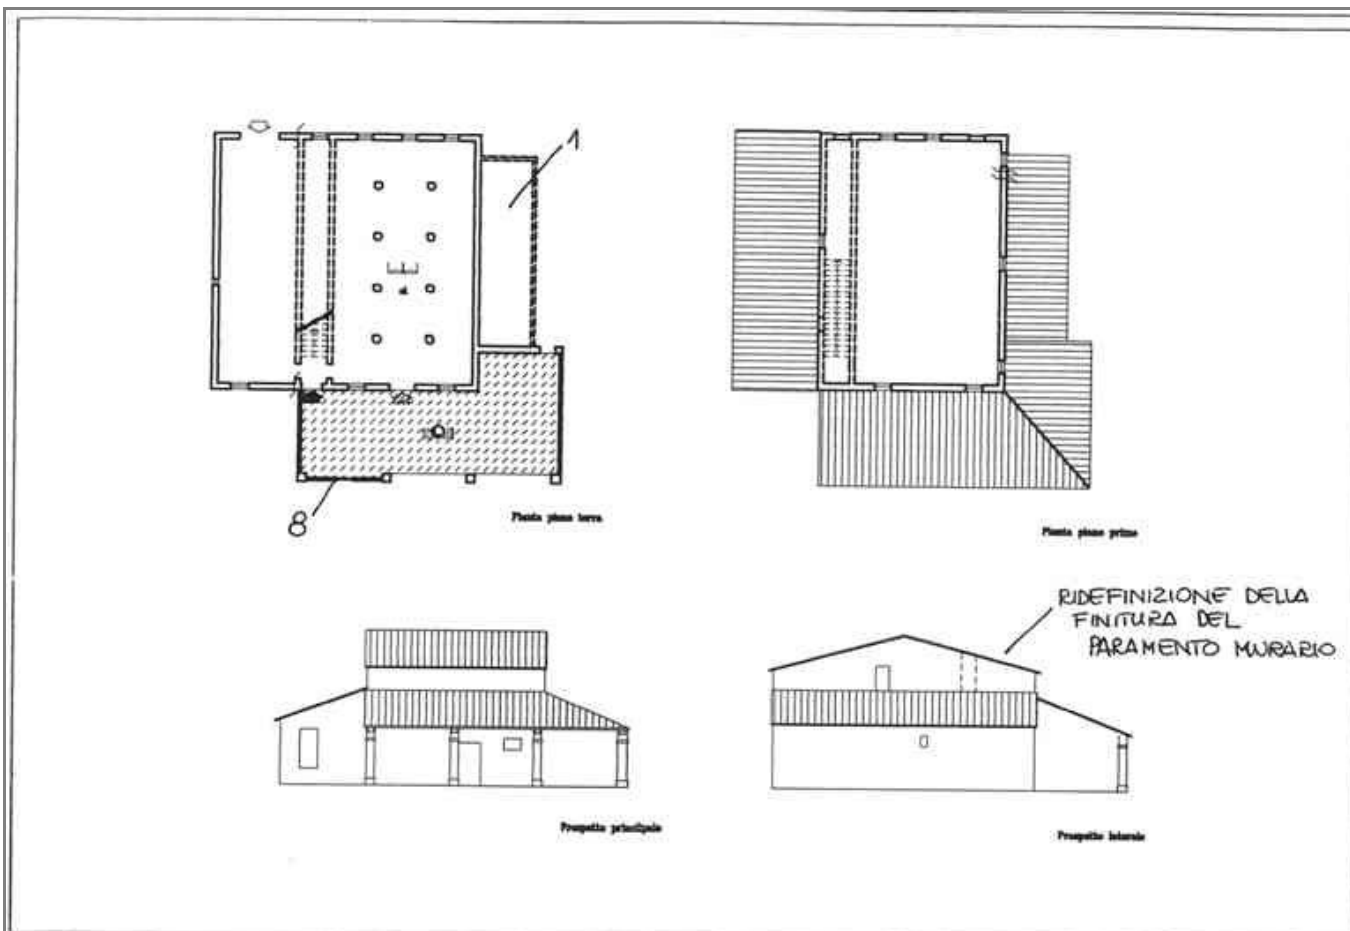 1
8
Pianta piano terra
Pianta piano primo
RIDEFINIZIONE DELLA
FINITURA DEL
PARAMENTO MURARIO
Prospetto principale
Prospetto laterale